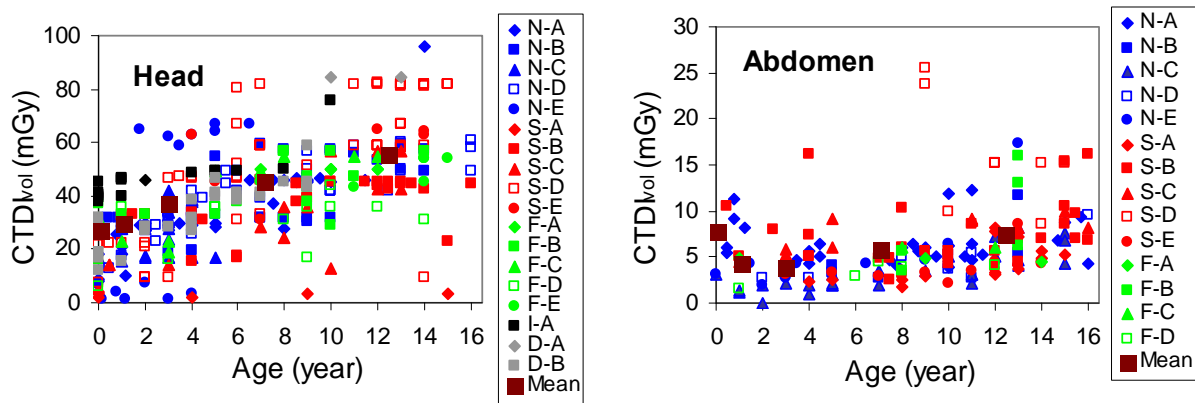 Head
CTDIvol (mGy)
100
80
60
40
20
0
0 2 4 6 8 10 12 14 16
Age (year)
N-A
N-B
N-C
N-D
N-E
S-A
S-B
S-C
S-D
S-E
F-A
F-B
F-C
F-D
F-E
I-A
D-A
D-B
Mean
Abdomen
CTDIvol (mGy)
30
25
20
15
10
5
0
0 2 4 6 8 10 12 14 16
Age (year)
N-A
N-B
N-C
N-D
N-E
S-A
S-B
S-C
S-D
S-E
F-A
F-B
F-C
F-D
Mean